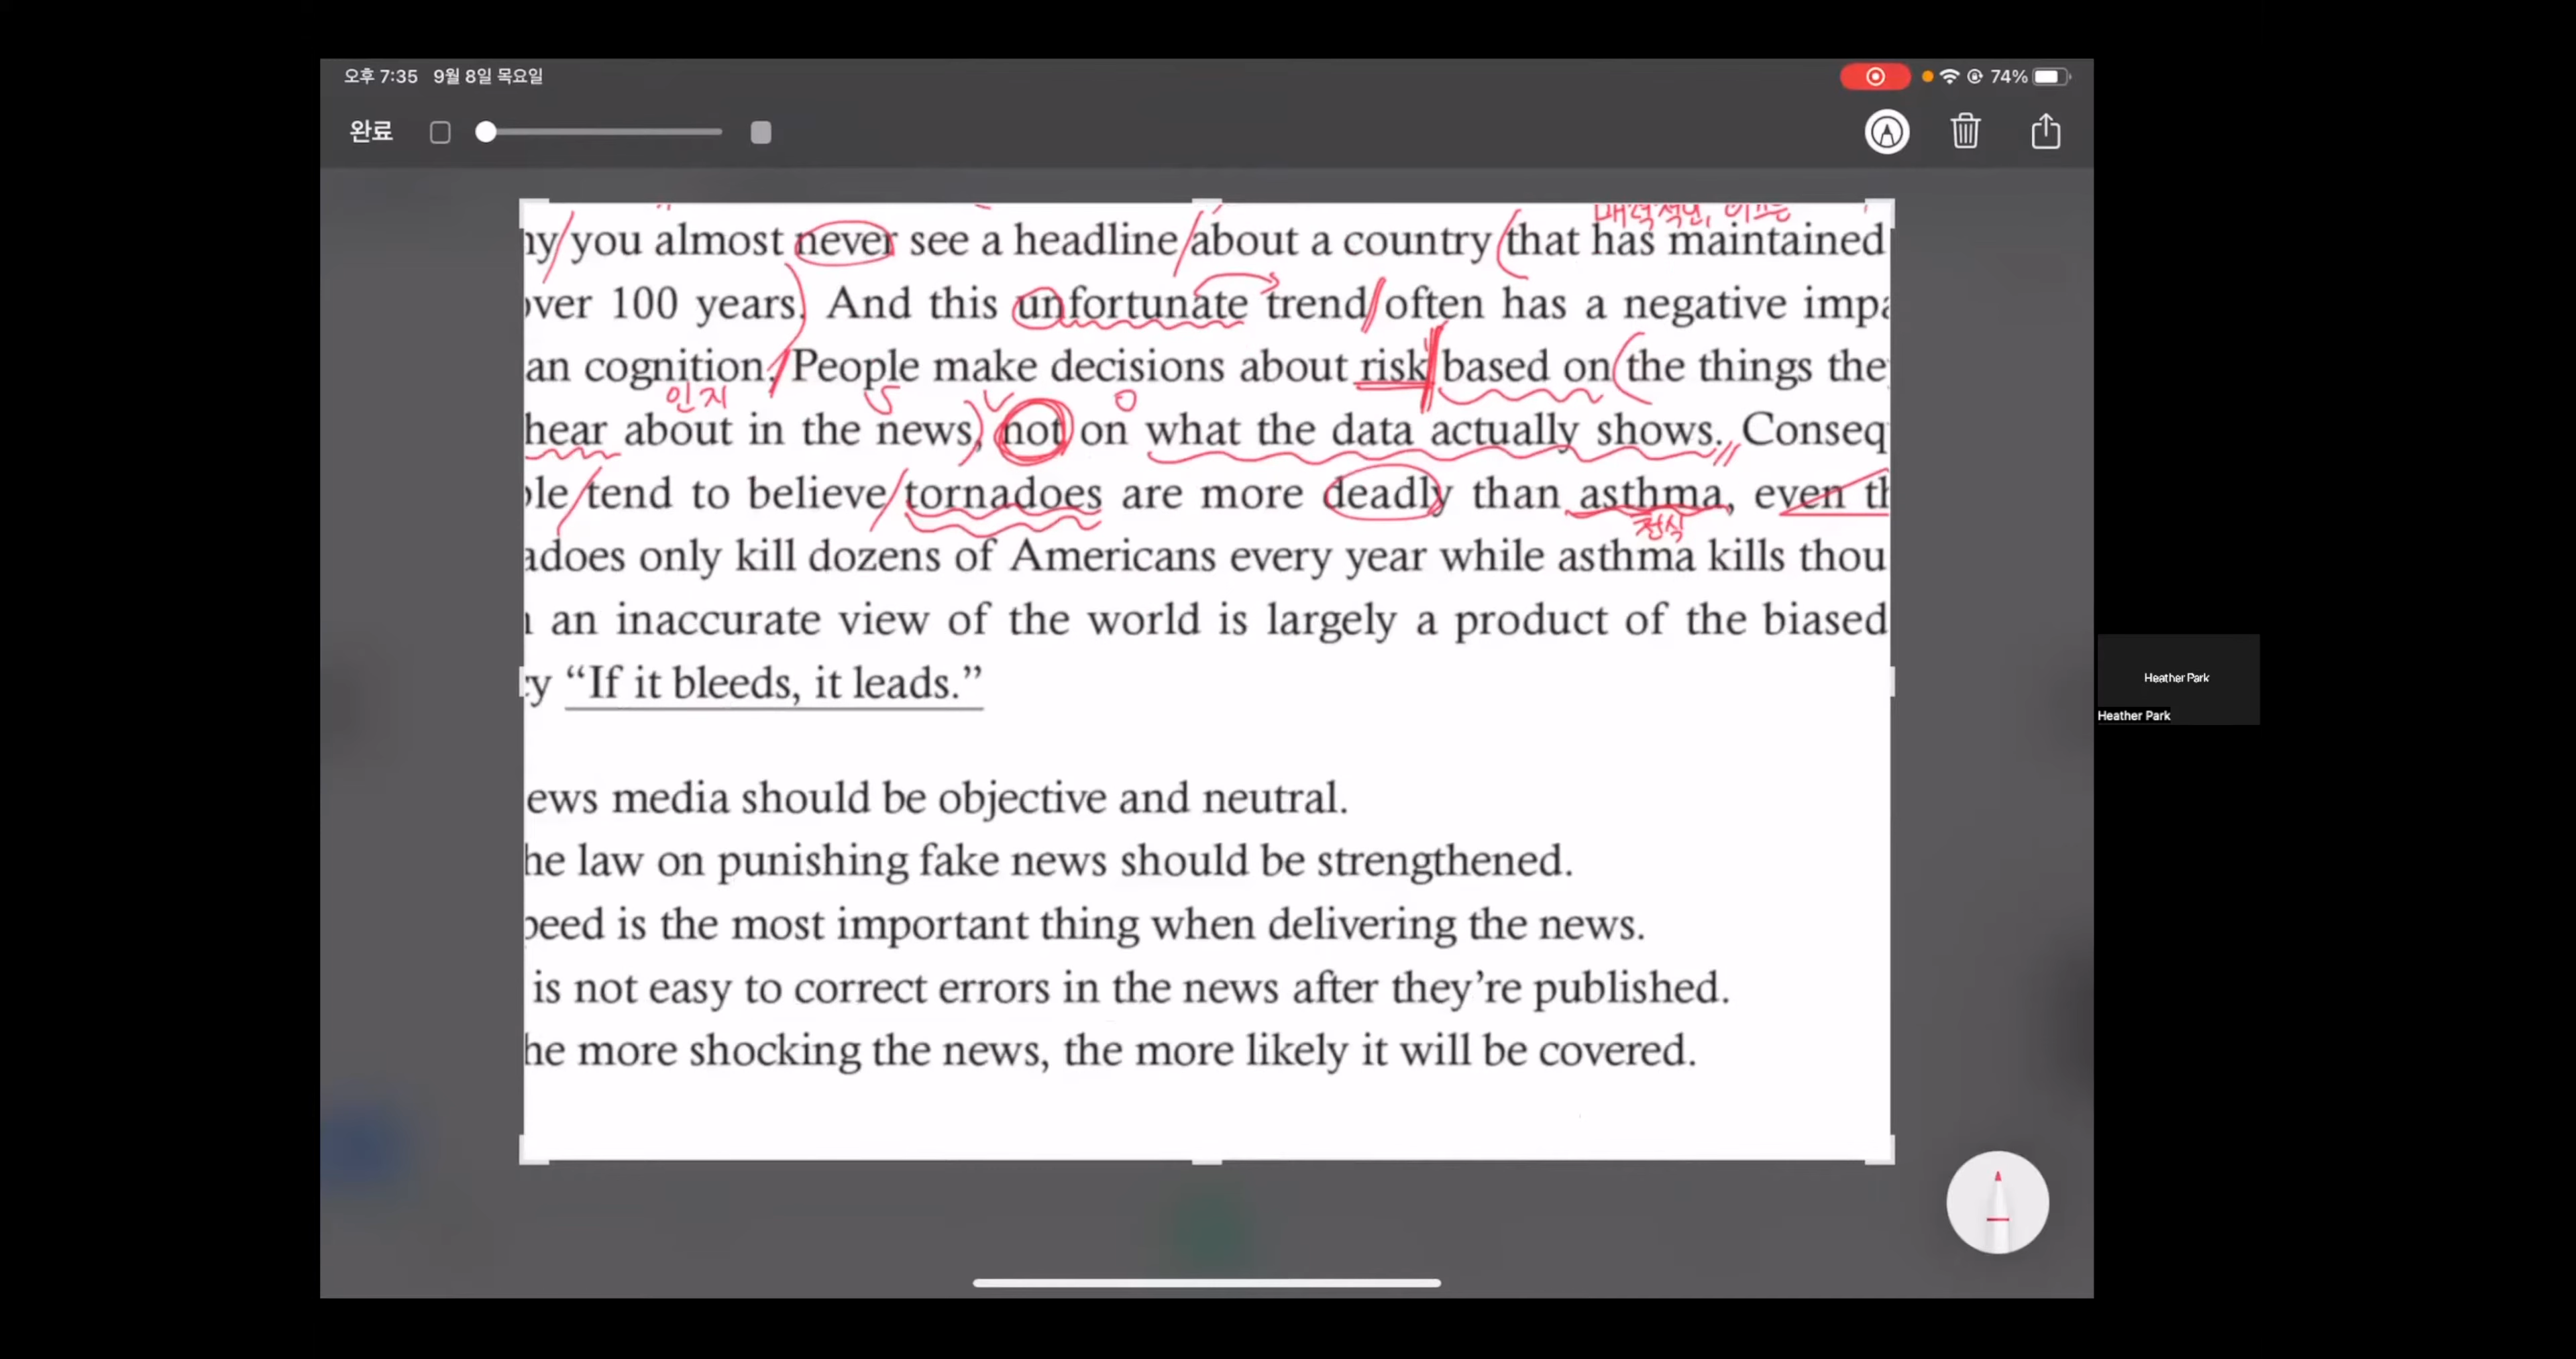 오후 7:35 9월 8일 목요일
74%
완료
매력적인, 이끄는
you almost never see a headline about a country that has maintained
over 100 years. And this unfortunate trend often has a negative
an cognition. People make decisions about risk based on the things
인지 S V O
hear about in the news, not on what the data actually shows.
tend to believe tornadoes are more deadly than asthma, even
천식
adoes only kill dozens of Americans every year while asthma kills thou
an inaccurate view of the world is largely a product of the biased
"If it bleeds, it leads."
Heather Park
Heather Park
ews media should be objective and neutral.
he law on punishing fake news should be strengthened.
peed is the most important thing when delivering the news.
is not easy to correct errors in the news after they're published.
he more shocking the news, the more likely it will be covered.